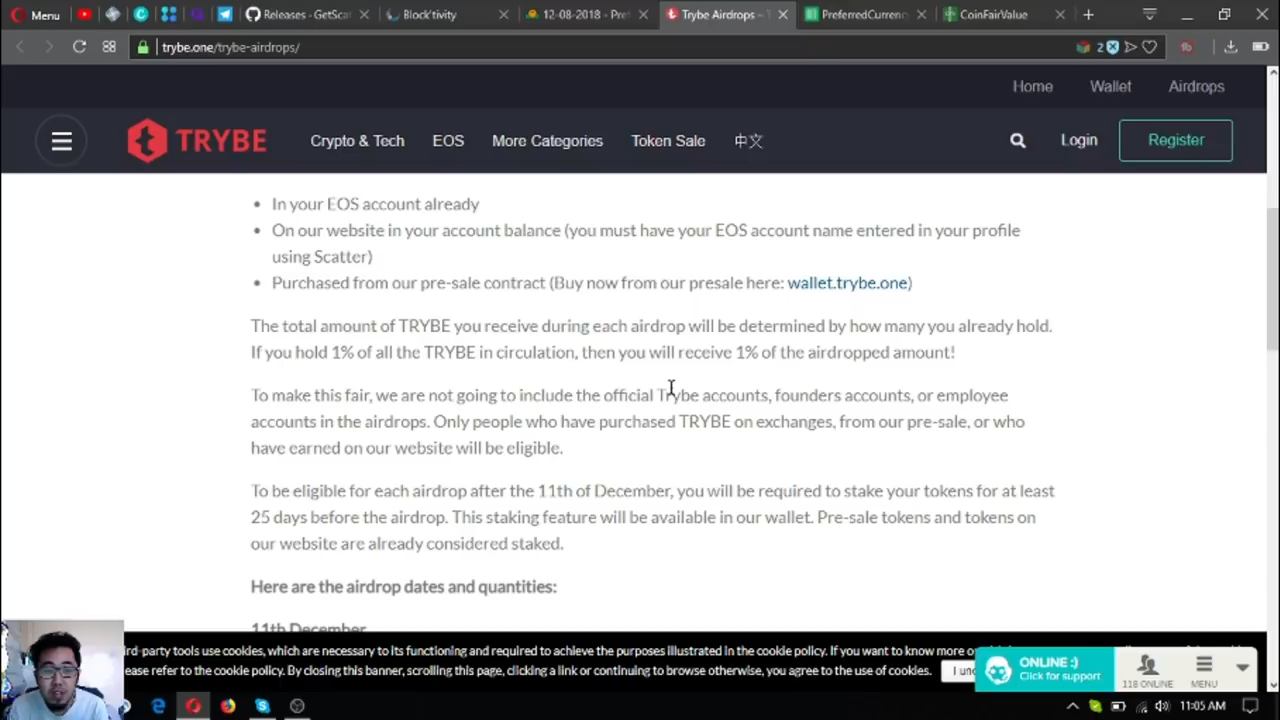 Menu
Releases - GetScat
Block'tivity
12-08-2018 - Pref
Trybe Airdrops – T
PreferredCurrenc
CoinFairValue
88
trybe.one/trybe-airdrops/
2
Home Wallet Airdrops
TRYBE
Crypto & Tech EOS More Categories Token Sale 中文
Login Register
• In your EOS account already
• On our website in your account balance (you must have your EOS account name entered in your profile
using Scatter)
• Purchased from our pre-sale contract (Buy now from our presale here: wallet.trybe.one)
The total amount of TRYBE you receive during each airdrop will be determined by how many you already hold.
If you hold 1% of all the TRYBE in circulation, then you will receive 1% of the airdropped amount!
To make this fair, we are not going to include the official Trybe accounts, founders accounts, or employee
accounts in the airdrops. Only people who have purchased TRYBE on exchanges, from our pre-sale, or who
have earned on our website will be eligible.
To be eligible for each airdrop after the 11th of December, you will be required to stake your tokens for at least
25 days before the airdrop. This staking feature will be available in our wallet. Pre-sale tokens and tokens on
our website are already considered staked.
Here are the airdrop dates and quantities:
11th December
ird-party tools use cookies, which are necessary to its functioning and required to achieve the purposes illustrated in the cookie policy. If you want to know more o
ease refer to the cookie policy. By closing this banner, scrolling this page, clicking a link or continuing to browse otherwise, you agree to the use of cookies.
I und
ONLINE :)
Click for support
118 ONLINE
MENU
11:05 AM